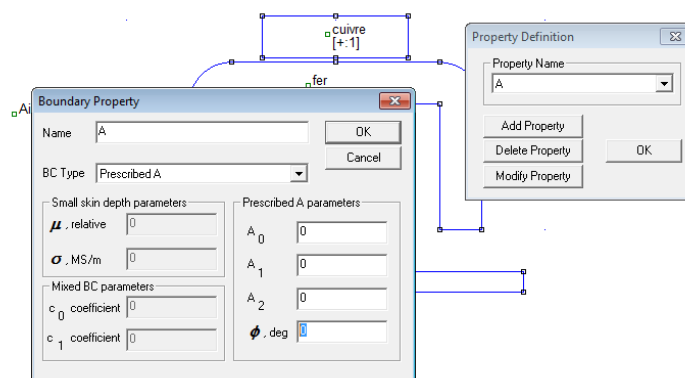 cuivre
[+:1]
fer
Ai
Property Definition
Property Name
A
Add Property
Delete Property
OK
Modify Property
Boundary Property
Name
A
OK
Cancel
BC Type
Prescribed A
Small skin depth parameters
μ, relative
0
σ, MS/m
0
Mixed BC parameters
c0 coefficient
0
c1 coefficient
0
Prescribed A parameters
A0
0
A1
0
A2
0
ϕ, deg
0